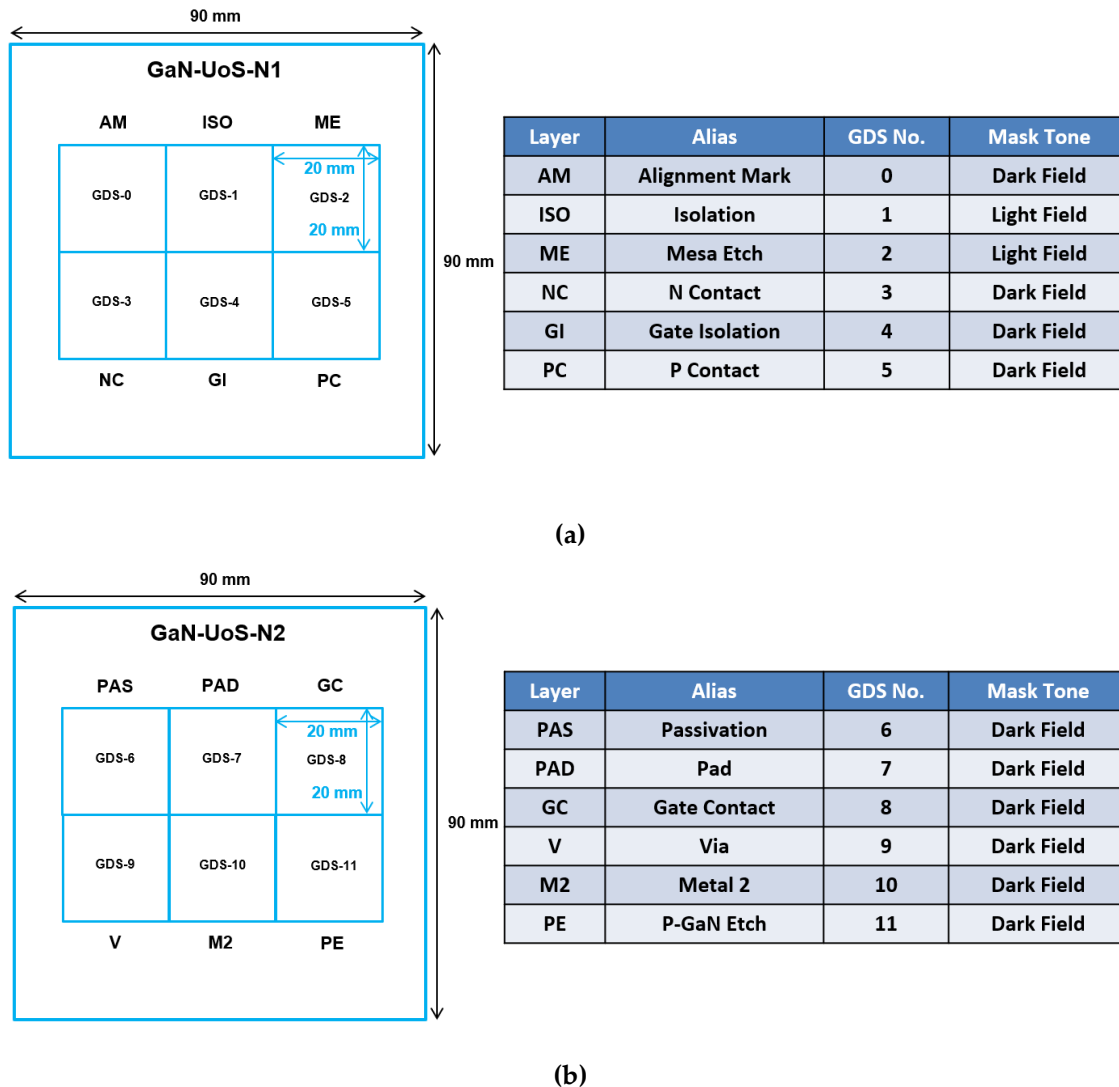 90 mm
GaN-UoS-N1
AM ISO ME
20 mm
GDS-0 GDS-1 GDS-2
20 mm
90 mm
GDS-3 GDS-4 GDS-5
NC GI PC
Layer Alias GDS No. Mask Tone
AM Alignment Mark 0 Dark Field
ISO Isolation 1 Light Field
ME Mesa Etch 2 Light Field
NC N Contact 3 Dark Field
GI Gate Isolation 4 Dark Field
PC P Contact 5 Dark Field
(a)
90 mm
GaN-UoS-N2
PAS PAD GC
20 mm
GDS-6 GDS-7 GDS-8
20 mm
90 mm
GDS-9 GDS-10 GDS-11
V M2 PE
Layer Alias GDS No. Mask Tone
PAS Passivation 6 Dark Field
PAD Pad 7 Dark Field
GC Gate Contact 8 Dark Field
V Via 9 Dark Field
M2 Metal 2 10 Dark Field
PE P-GaN Etch 11 Dark Field
(b)